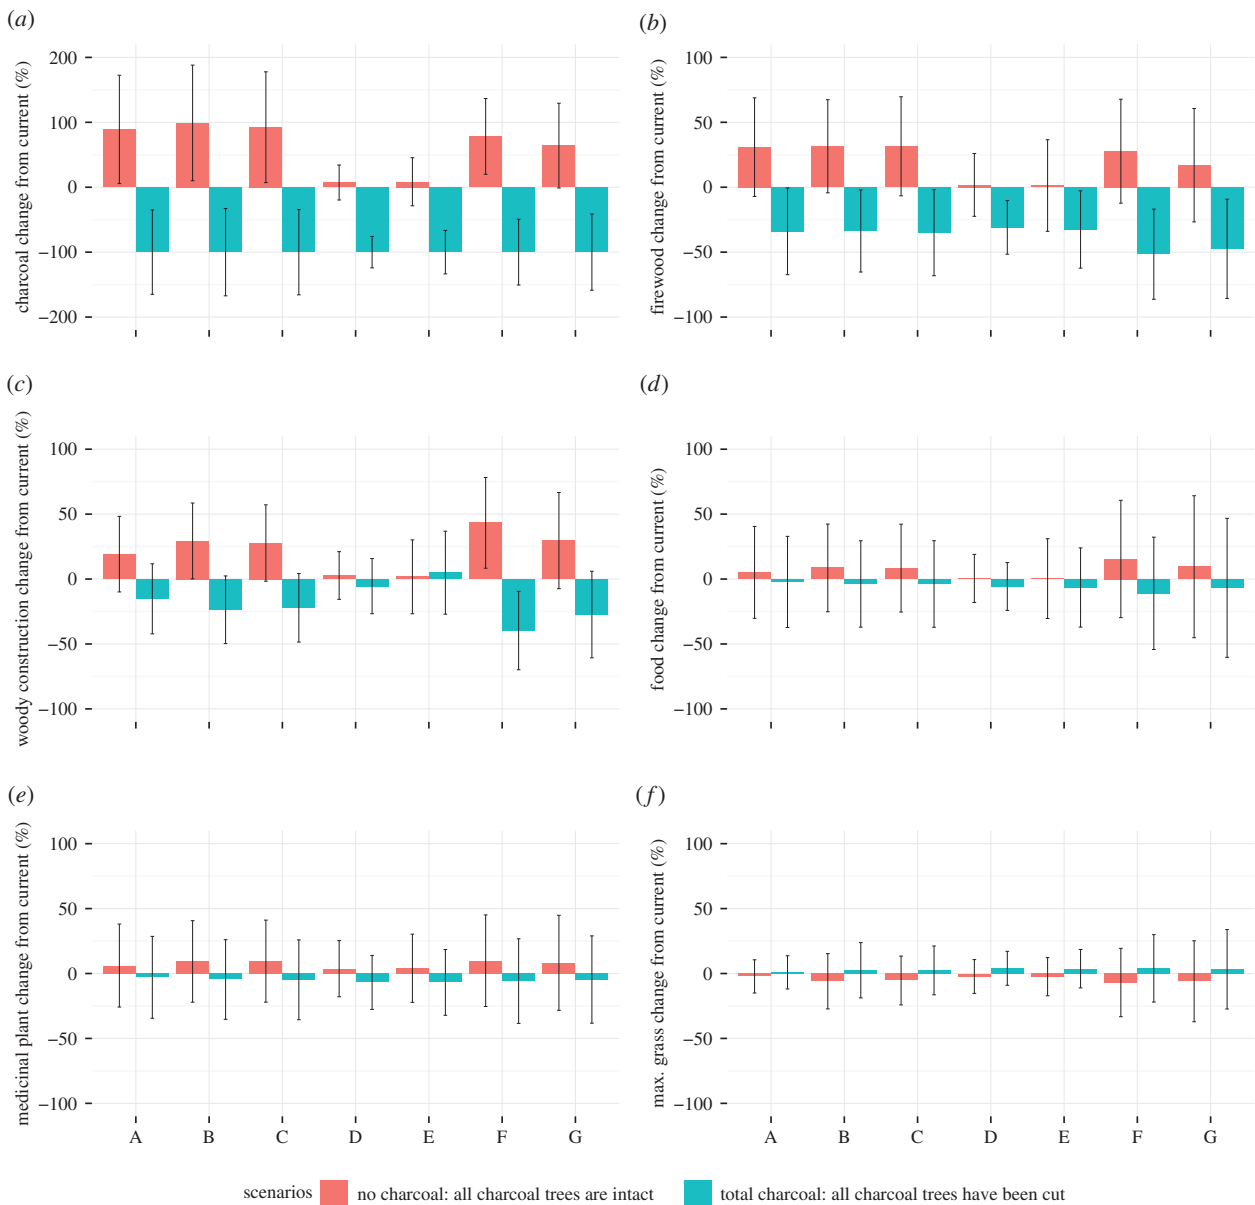 (a)
charcoal change from current (%)
200
100
0
−100
−200
(b)
firewood change from current (%)
100
50
0
−50
−100
(c)
woody construction change from current (%)
100
50
0
−50
−100
(d)
food change from current (%)
100
50
0
−50
−100
(e)
medicinal plant change from current (%)
100
50
0
−50
−100
A B C D E F G
(f)
max. grass change from current (%)
100
50
0
−50
−100
A B C D E F G
scenarios no charcoal: all charcoal trees are intact total charcoal: all charcoal trees have been cut